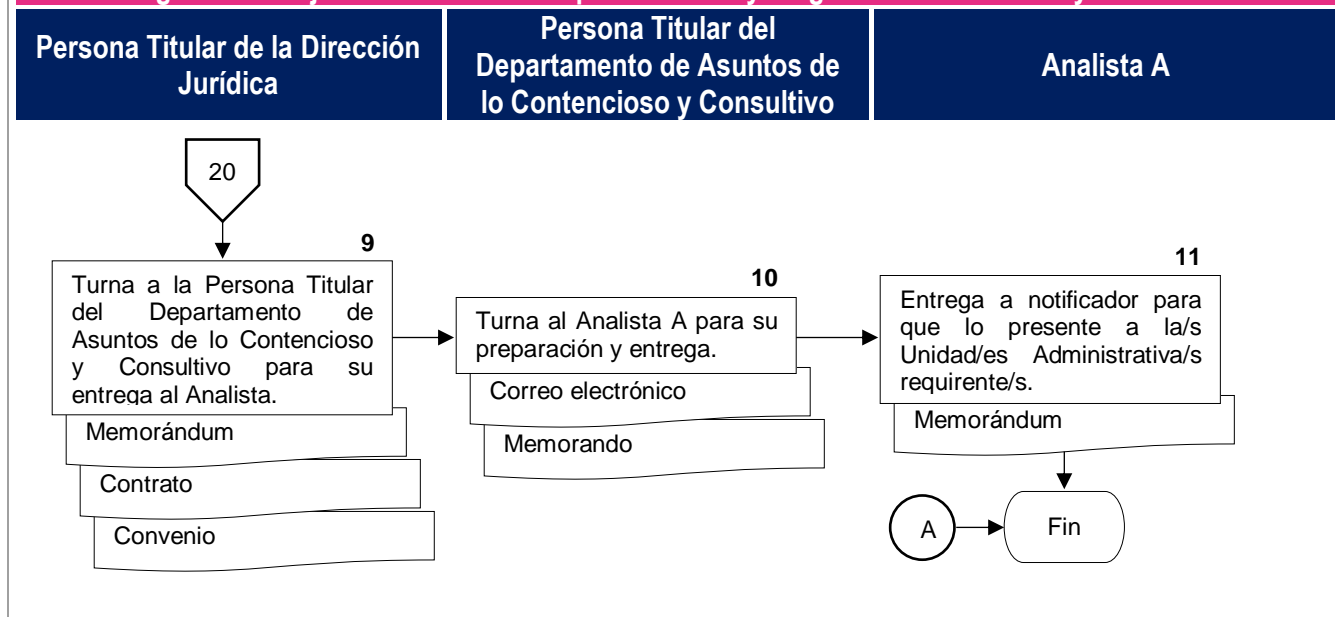 Persona Titular de la Dirección
Jurídica
Persona Titular del
Departamento de Asuntos de
lo Contencioso y Consultivo
Analista A
20
9
Turna a la Persona Titular
del Departamento de
Asuntos de lo Contencioso
y Consultivo para su
entrega al Analista.
Memorándum
Contrato
Convenio
10
Turna al Analista A para su
preparación y entrega.
Correo electrónico
Memorando
11
Entrega a notificador para
que lo presente a la/s
Unidad/es Administrativa/s
requirente/s.
Memorándum
A
Fin